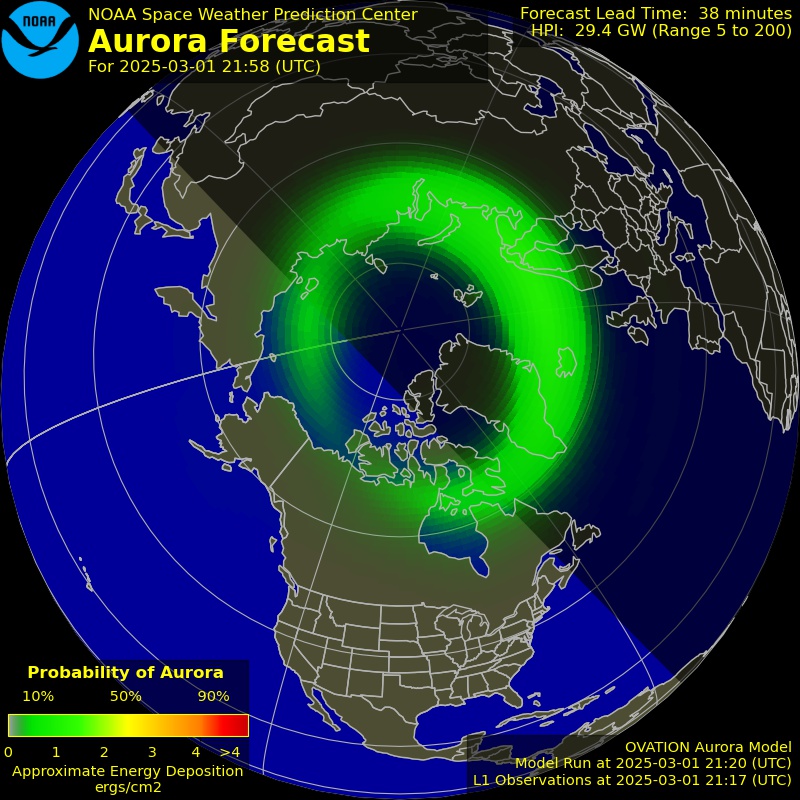 NOAA
NOAA Space Weather Prediction Center
Aurora Forecast
For 2025-03-01 21:58 (UTC)
Forecast Lead Time: 38 minutes
HPI: 29.4 GW (Range 5 to 200)
Probability of Aurora
10% 50% 90%
0 1 2 3 4 >4
Approximate Energy Deposition
ergs/cm2
OVATION Aurora Model
Model Run at 2025-03-01 21:20 (UTC)
L1 Observations at 2025-03-01 21:17 (UTC)